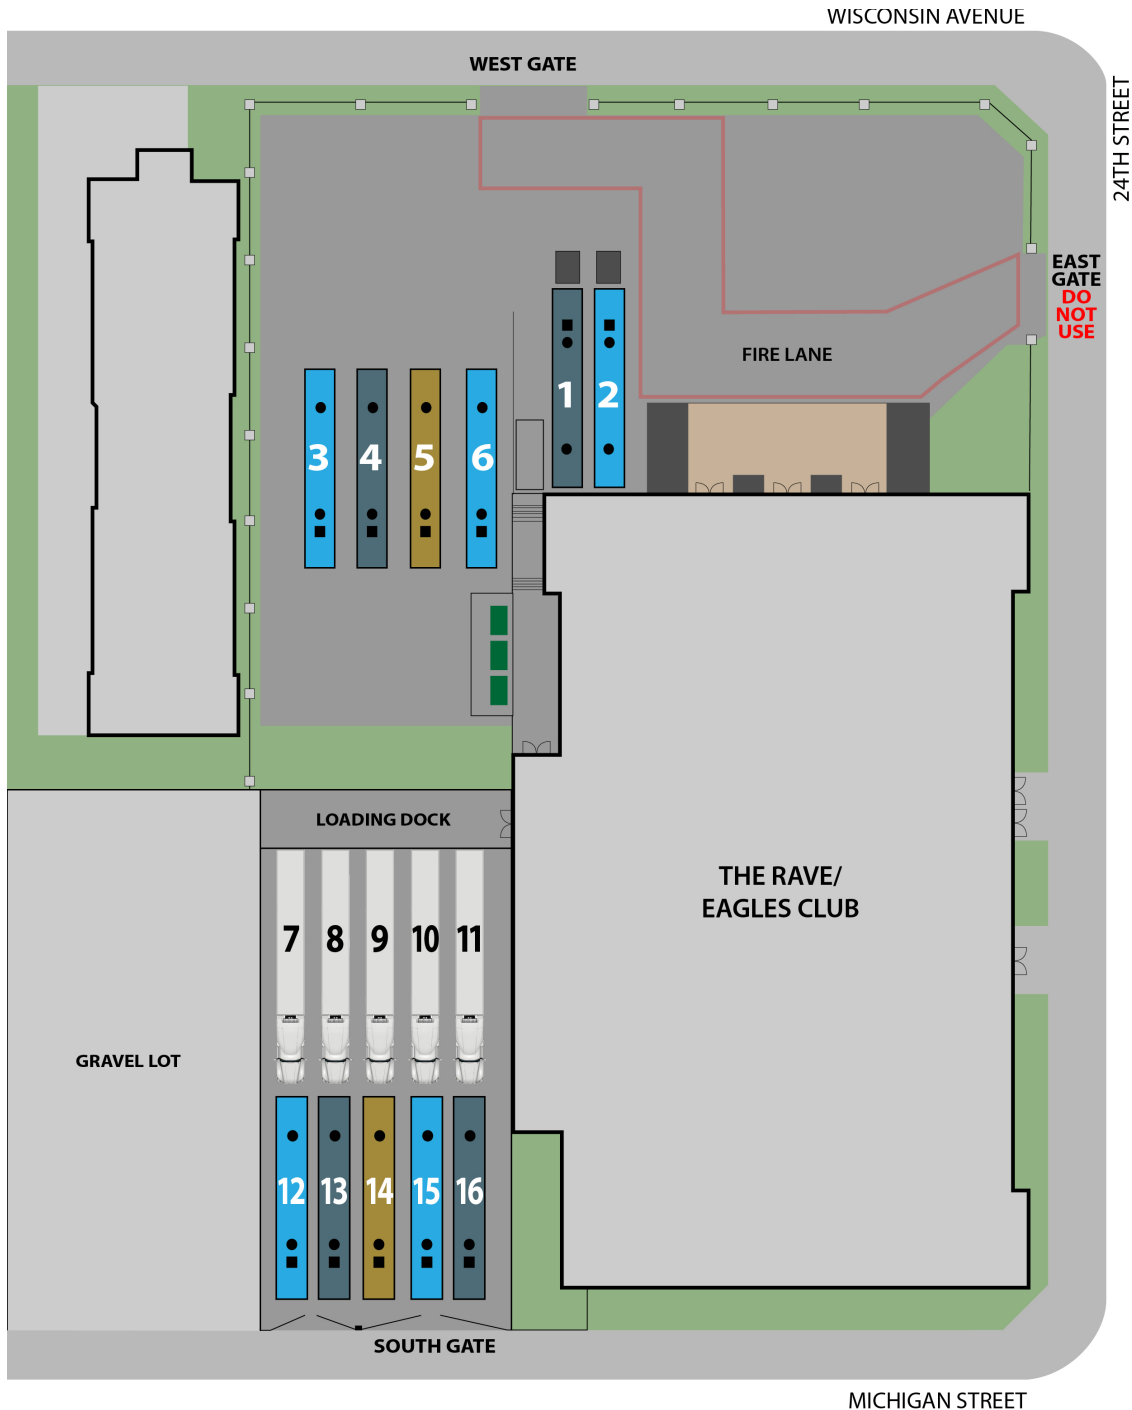 WISCONSIN AVENUE
WEST GATE
24TH STREET
EAST
GATE
DO
NOT
USE
FIRE LANE
1
2
3
4
5
6
LOADING DOCK
THE RAVE/
EAGLES CLUB
7
8
9
10
11
GRAVEL LOT
12
13
14
15
16
SOUTH GATE
MICHIGAN STREET